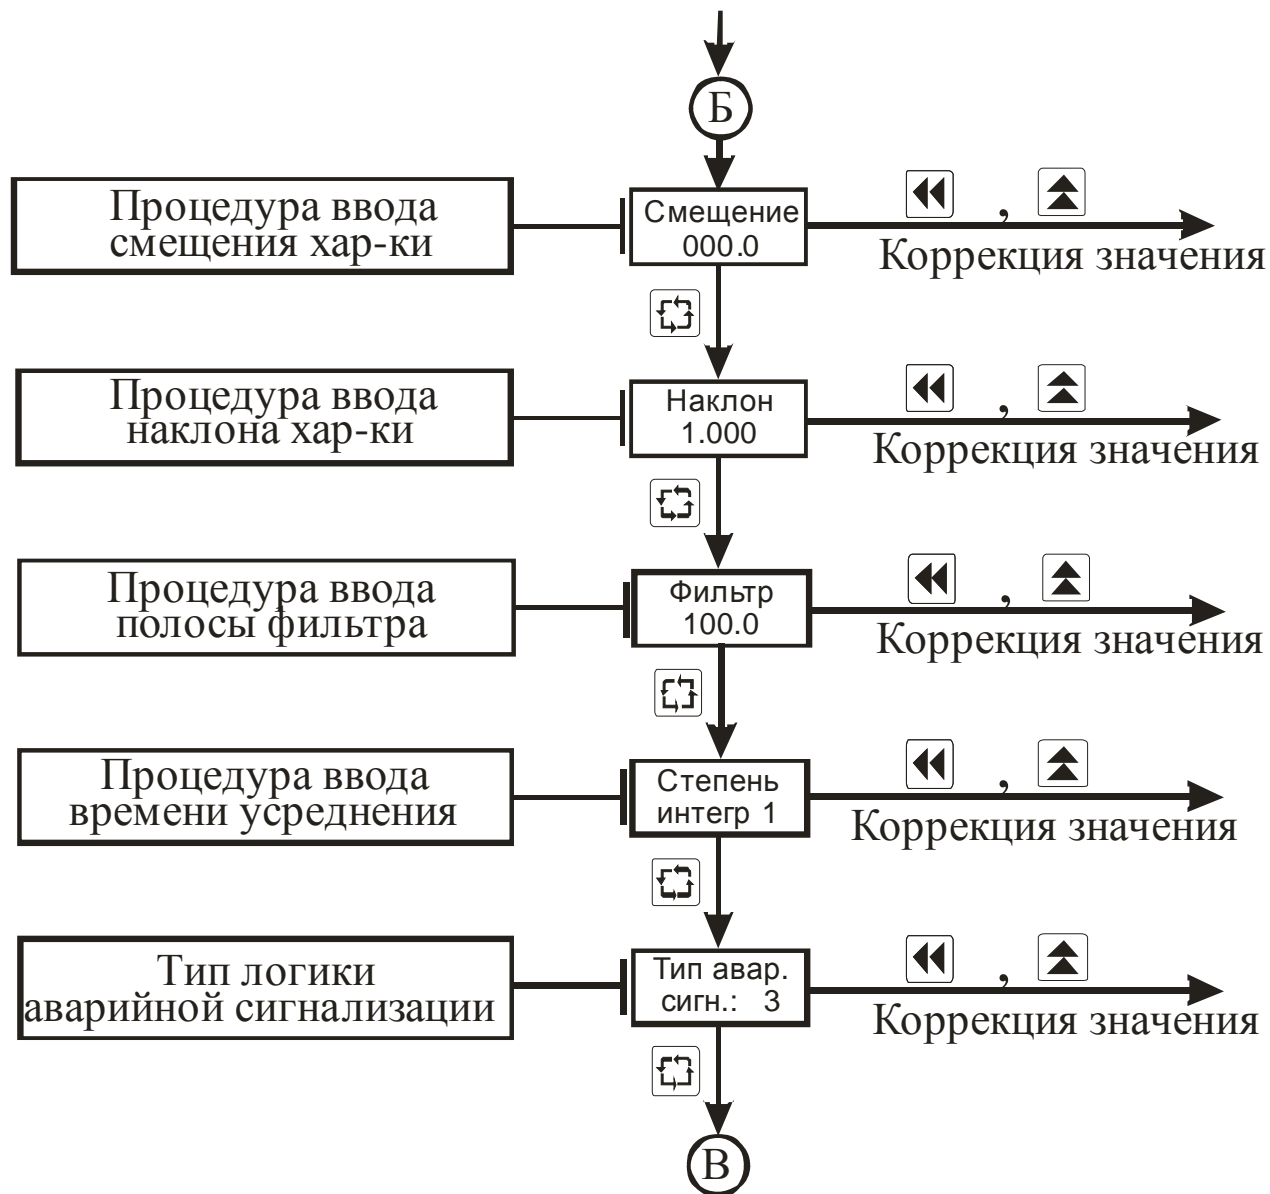 Б
Процедура ввода
смещения хар-ки
Смещение
000.0
,
Коррекция значения
Процедура ввода
наклона хар-ки
Наклон
1.000
,
Коррекция значения
Процедура ввода
полосы фильтра
Фильтр
100.0
,
Коррекция значения
Процедура ввода
времени усреднения
Степень
интегр 1
,
Коррекция значения
Тип логики
аварийной сигнализации
Тип авар.
сигн.: 3
,
Коррекция значения
В